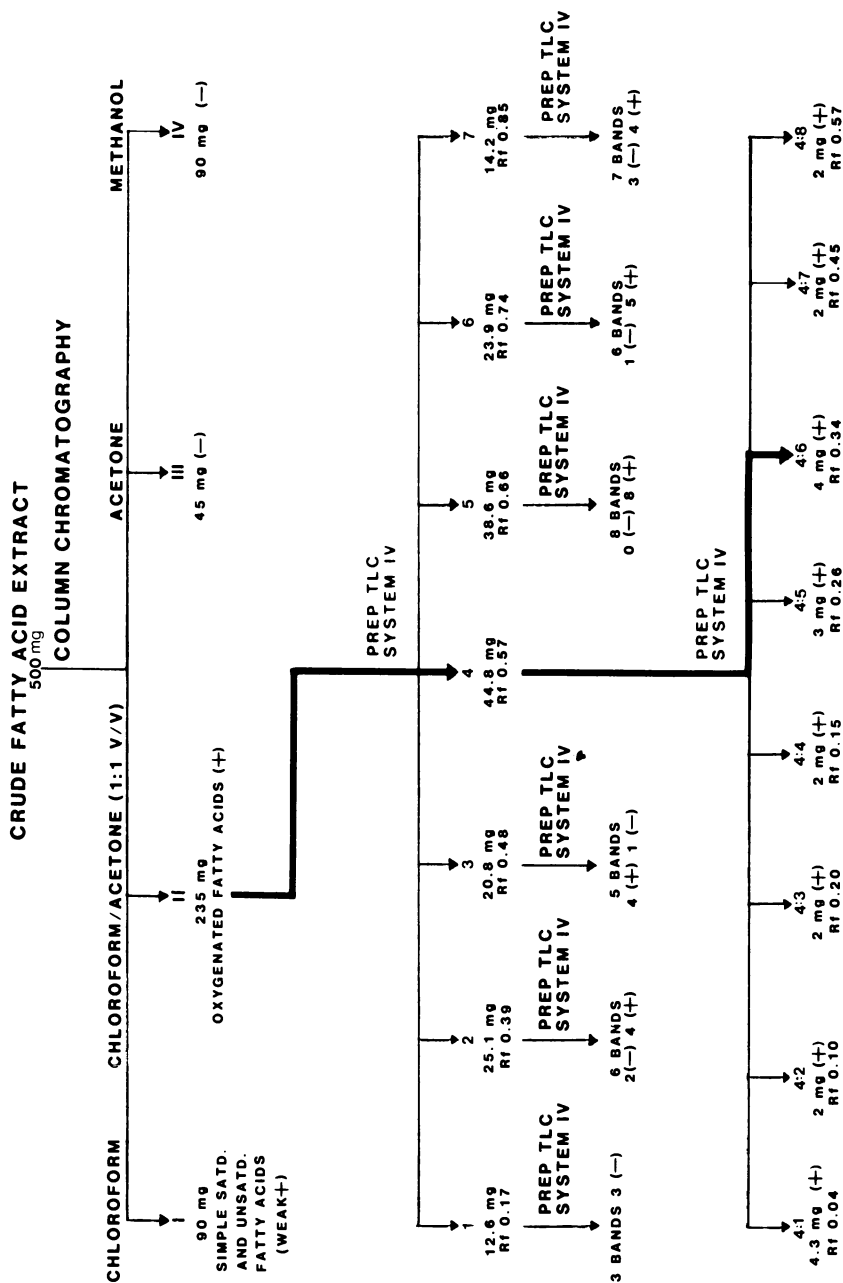 CRUDE FATTY ACID EXTRACT
500 mg
COLUMN CHROMATOGRAPHY
CHLOROFORM
CHLOROFORM/ACETONE (1:1 V/V)
ACETONE
METHANOL
I
90 mg
SIMPLE SATD.
AND UNSATD.
FATTY ACIDS
(WEAK+)
II
235 mg
OXYGENATED FATTY ACIDS (+)
III
45 mg (—)
IV
90 mg (—)
PREP TLC
SYSTEM IV
1
12.6 mg
Rf 0.17
PREP TLC
SYSTEM IV
3 BANDS 3 (—)
2
25.1 mg
Rf 0.39
PREP TLC
SYSTEM IV
6 BANDS
2(—) 4 (+)
3
20.8 mg
Rf 0.48
PREP TLC
SYSTEM IV
5 BANDS
4 (+) 1 (—)
4
44.8 mg
Rf 0.57
5
38.6 mg
Rf 0.66
PREP TLC
SYSTEM IV
8 BANDS
0 (—) 8 (+)
6
23.9 mg
Rf 0.74
PREP TLC
SYSTEM IV
6 BANDS
1 (—) 5 (+)
7
14.2 mg
Rf 0.85
PREP TLC
SYSTEM IV
7 BANDS
3 (—) 4 (+)
PREP TLC
SYSTEM IV
4:1
4.3 mg (+)
Rf 0.04
4:2
2 mg (+)
Rf 0.10
4:3
2 mg (+)
Rf 0.20
4:4
2 mg (+)
Rf 0.15
4:5
3 mg (+)
Rf 0.26
4:6
4 mg (+)
Rf 0.34
4:7
2 mg (+)
Rf 0.45
4:8
2 mg (+)
Rf 0.57